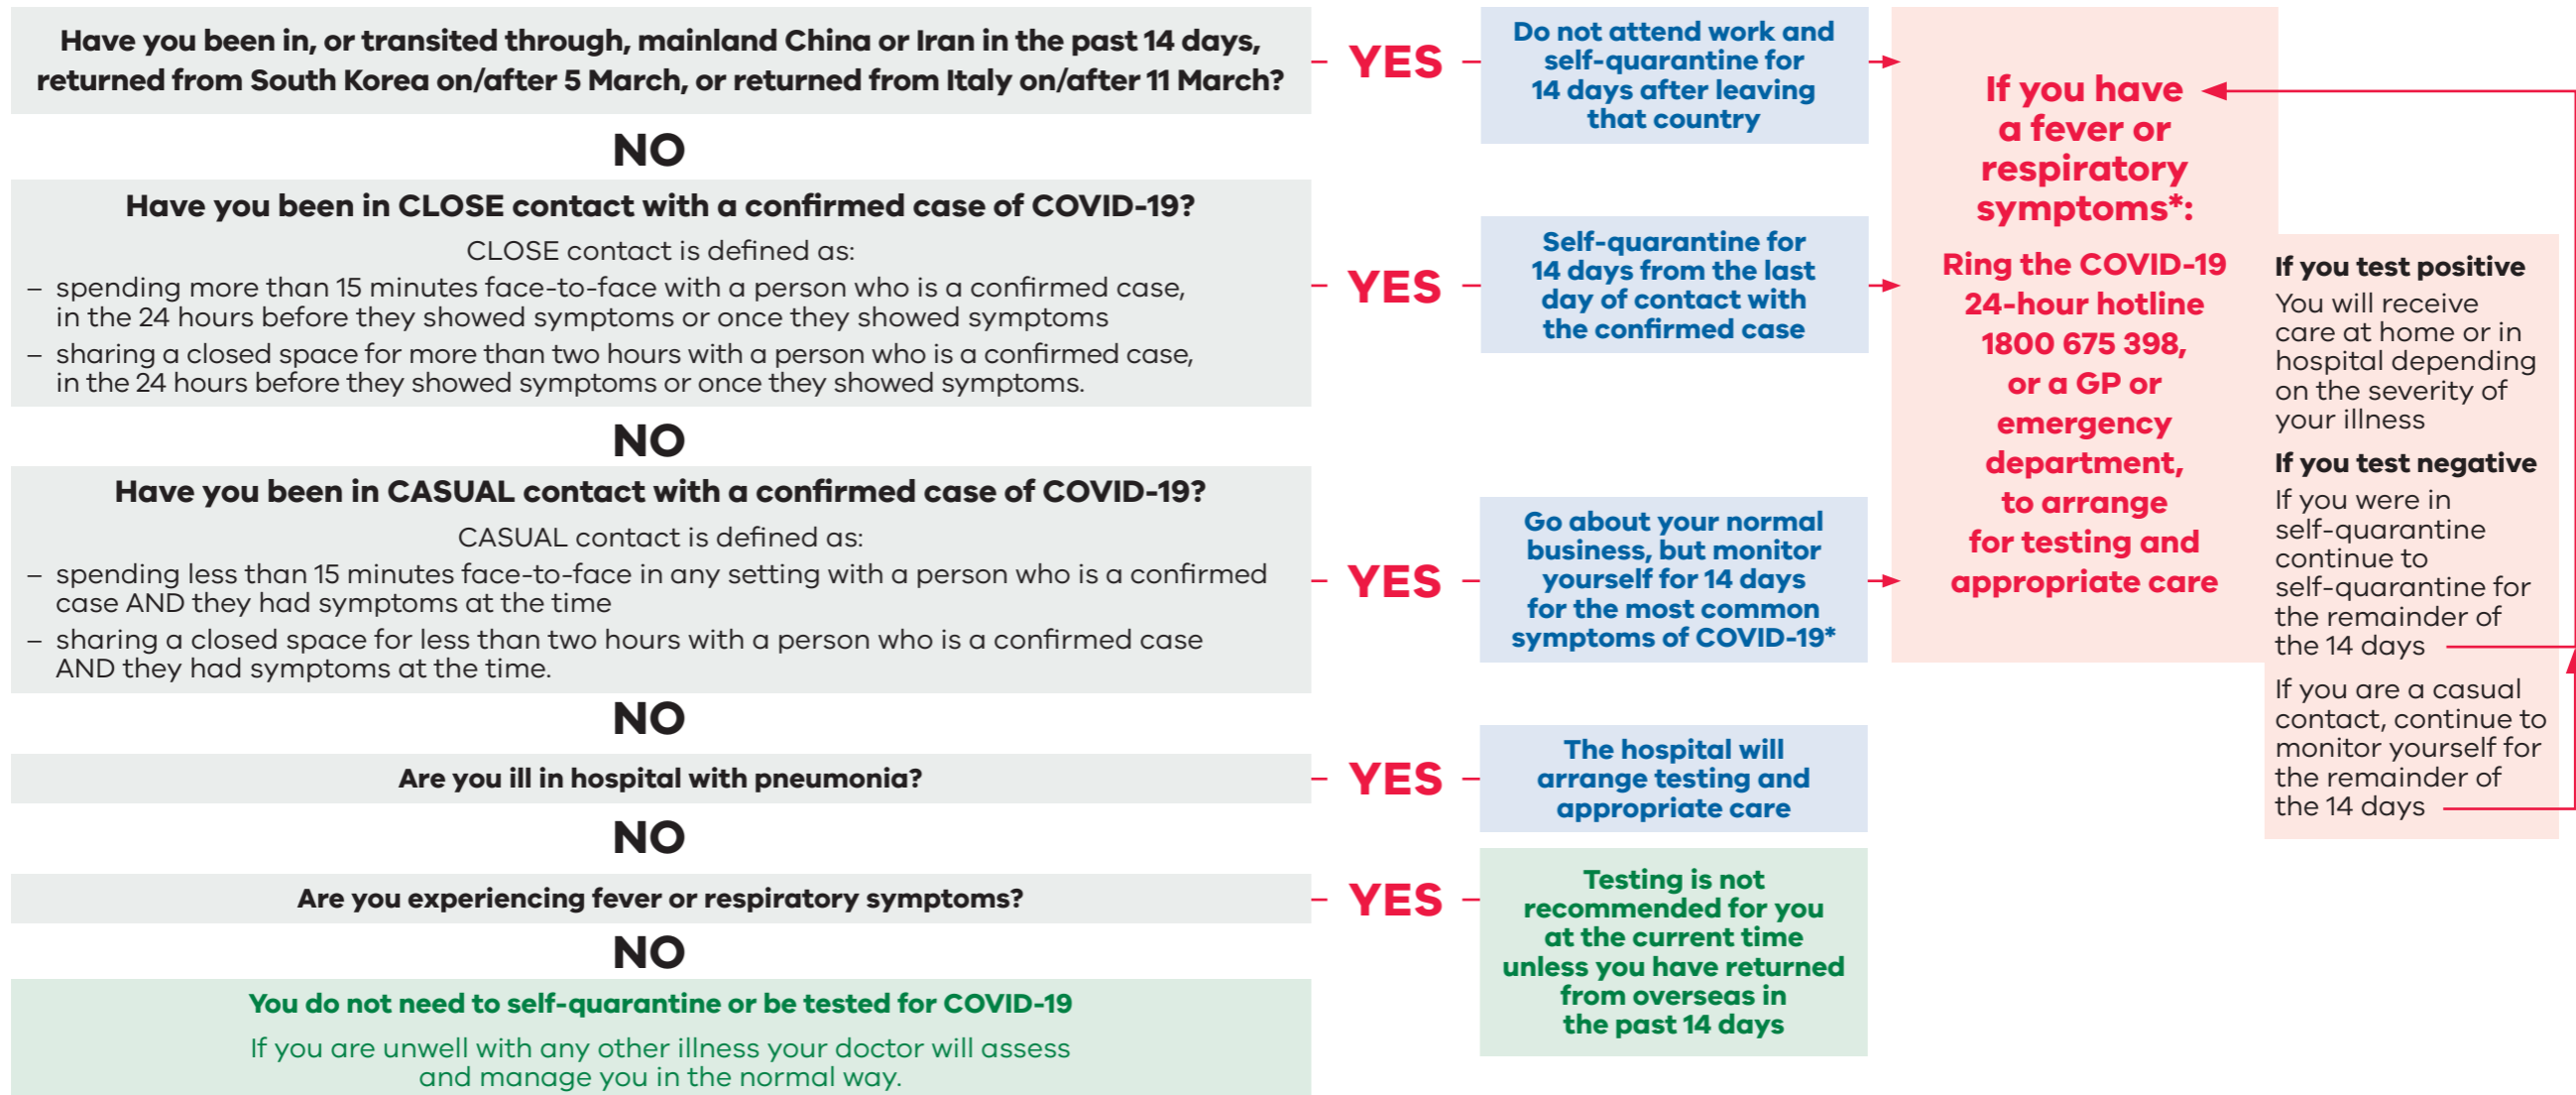 Have you been in, or transited through, mainland China or Iran in the past 14 days,
returned from South Korea on/after 5 March, or returned from Italy on/after 11 March?
YES
Do not attend work and
self-quarantine for
14 days after leaving
that country
NO
Have you been in CLOSE contact with a confirmed case of COVID-19?
CLOSE contact is defined as:
– spending more than 15 minutes face-to-face with a person who is a confirmed case,
in the 24 hours before they showed symptoms or once they showed symptoms
– sharing a closed space for more than two hours with a person who is a confirmed case,
in the 24 hours before they showed symptoms or once they showed symptoms.
YES
Self-quarantine for
14 days from the last
day of contact with
the confirmed case
NO
Have you been in CASUAL contact with a confirmed case of COVID-19?
CASUAL contact is defined as:
– spending less than 15 minutes face-to-face in any setting with a person who is a confirmed
case AND they had symptoms at the time
– sharing a closed space for less than two hours with a person who is a confirmed case
AND they had symptoms at the time.
YES
Go about your normal
business, but monitor
yourself for 14 days
for the most common
symptoms of COVID-19*
NO
Are you ill in hospital with pneumonia?
YES
The hospital will
arrange testing and
appropriate care
NO
Are you experiencing fever or respiratory symptoms?
YES
Testing is not
recommended for you
at the current time
unless you have returned
from overseas in
the past 14 days
NO
You do not need to self-quarantine or be tested for COVID-19
If you are unwell with any other illness your doctor will assess
and manage you in the normal way.
If you have
a fever or
respiratory
symptoms*:
Ring the COVID-19
24-hour hotline
1800 675 398,
or a GP or
emergency
department,
to arrange
for testing and
appropriate care
If you test positive
You will receive
care at home or in
hospital depending
on the severity of
your illness
If you test negative
If you were in
self-quarantine
continue to
self-quarantine for
the remainder of
the 14 days
If you are a casual
contact, continue to
monitor yourself for
the remainder of
the 14 days